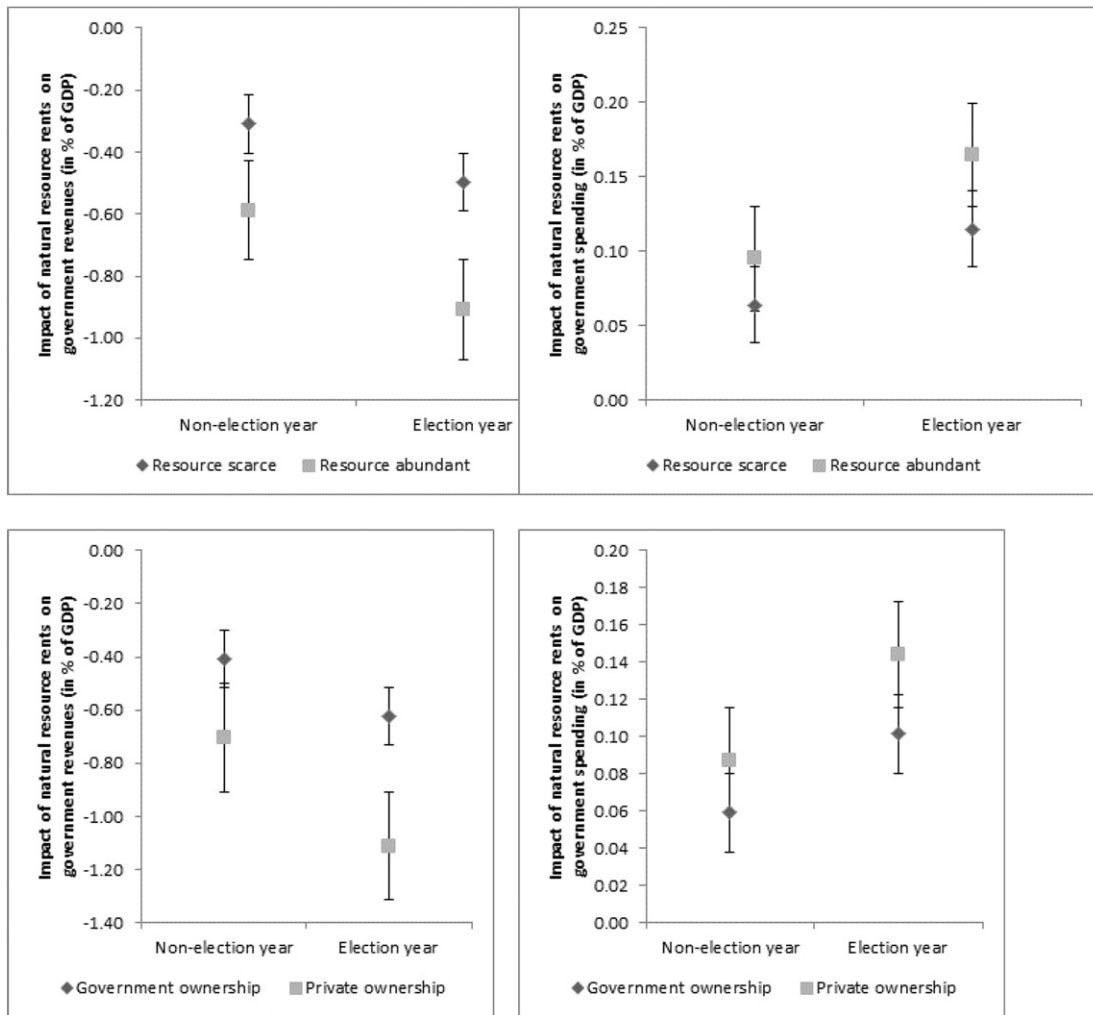 Impact of natural resource rents on
government revenues (in % of GDP)
0.00
-0.20
-0.40
-0.60
-0.80
-1.00
-1.20
Non-election year Election year
Resource scarce Resource abundant
Impact of natural resource rents on
government spending (in % of GDP)
0.25
0.20
0.15
0.10
0.05
0.00
Non-election year Election year
Resource scarce Resource abundant
Impact of natural resource rents on
government revenues (in % of GDP)
0.00
-0.20
-0.40
-0.60
-0.80
-1.00
-1.20
-1.40
Non-election year Election year
Government ownership Private ownership
Impact of natural resource rents on
government spending (in % of GDP)
0.20
0.18
0.16
0.14
0.12
0.10
0.08
0.06
0.04
0.02
0.00
Non-election year Election year
Government ownership Private ownership